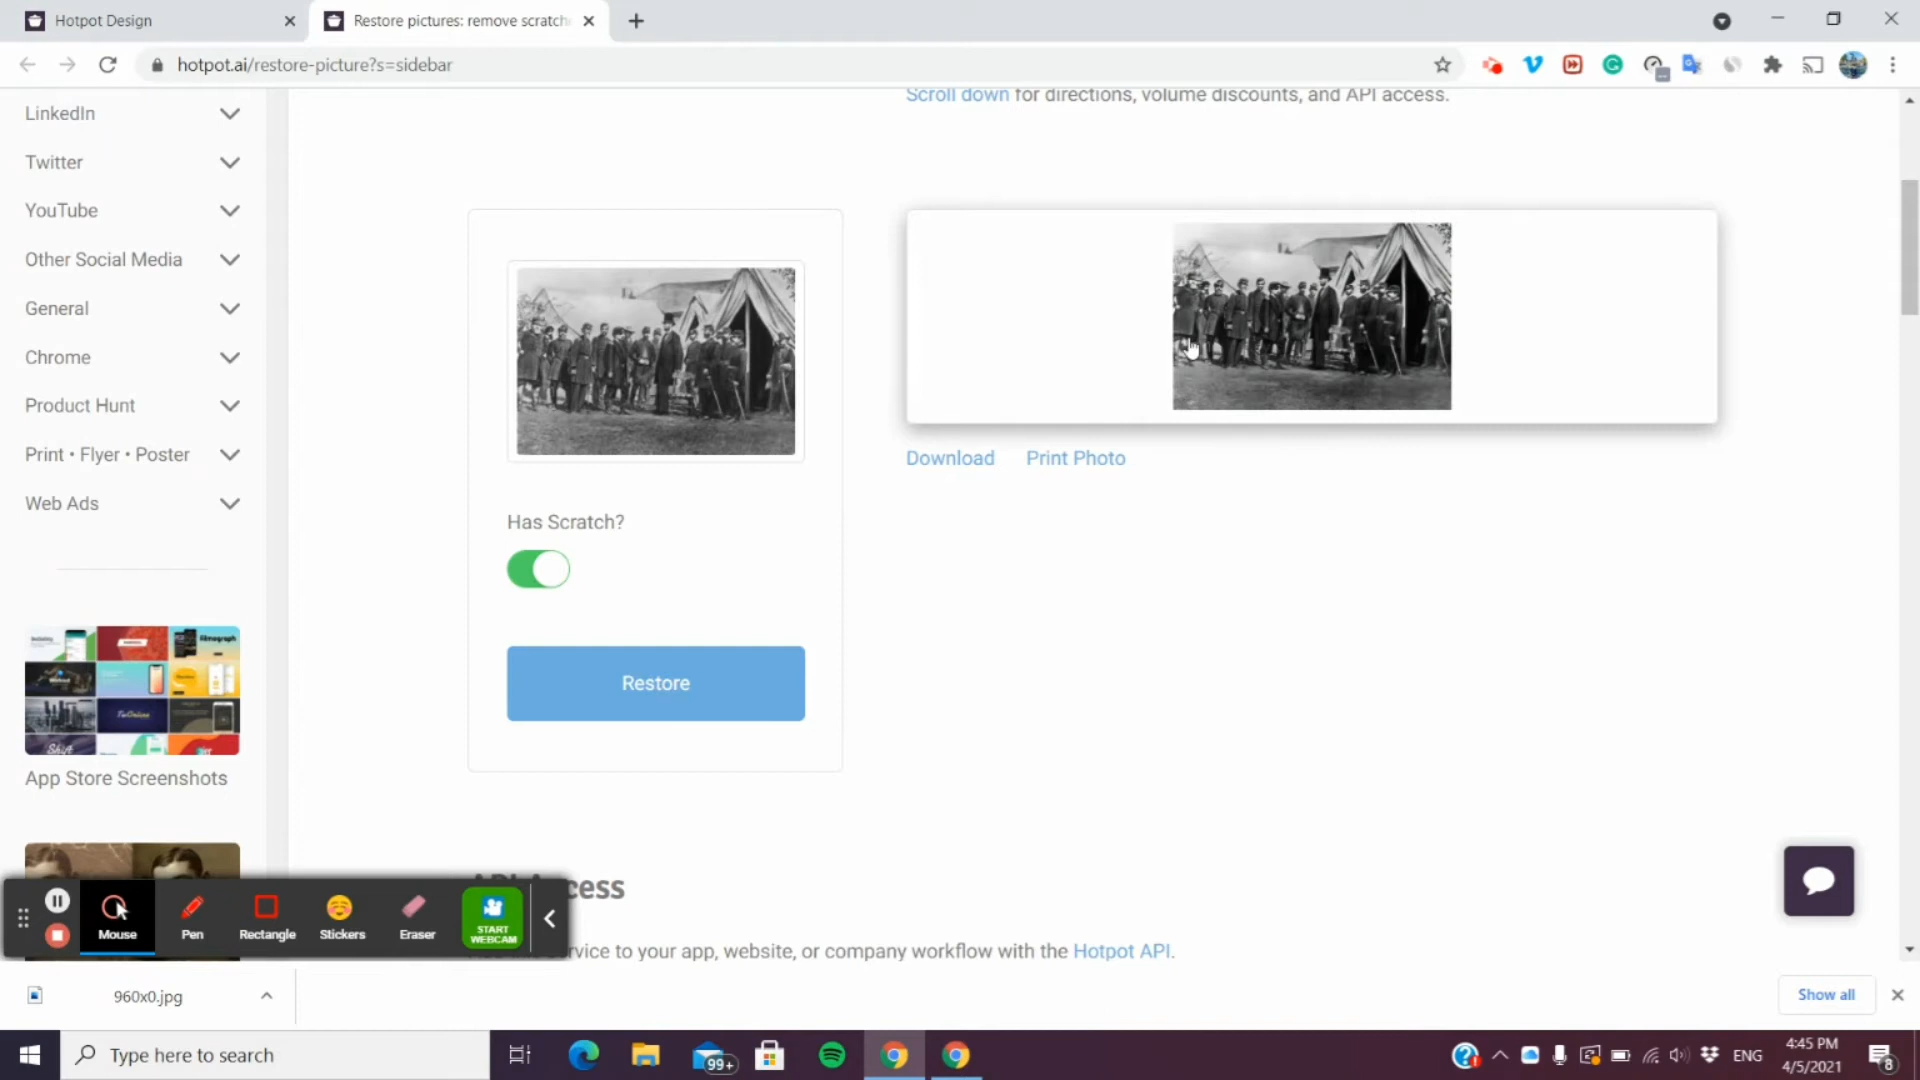 Hotpot Design
Restore pictures: remove scratch
hotpot.ai/restore-picture?s=sidebar
Scroll down for directions, volume discounts, and API access.
LinkedIn
Twitter
YouTube
Other Social Media
General
Chrome
Product Hunt
Print • Flyer • Poster
Web Ads
App Store Screenshots
Download Print Photo
Has Scratch?
Restore
cess
rvice to your app, website, or company workflow with the Hotpot API.
Mouse
Pen
Rectangle
Stickers
Eraser
START
WEBCAM
960x0.jpg
Show all
Type here to search
99+
ENG
4:45 PM
4/5/2021
8